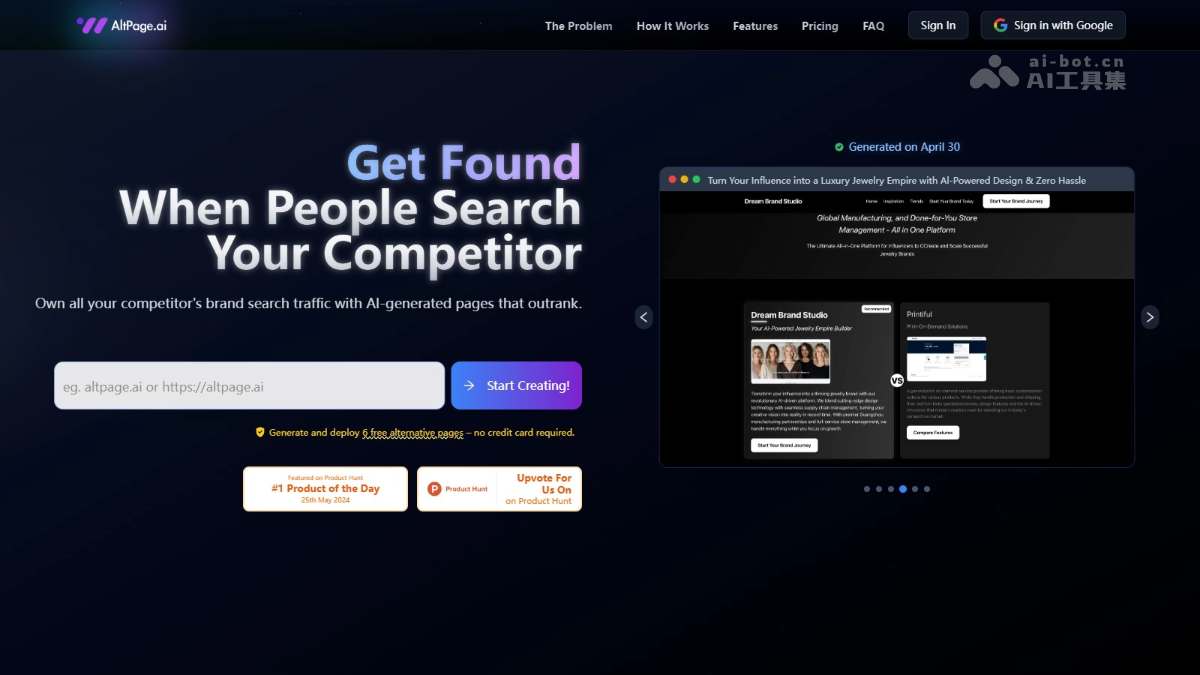 AltPage.ai
The Problem
How It Works
Features
Pricing
FAQ
Sign In
Sign in with Google
ai-bot.cn
AI工具集
Get Found
When People Search
Your Competitor
Own all your competitor's brand search traffic with AI-generated pages that outrank.
eg. altpage.ai or https://altpage.ai
Start Creating!
Generate and deploy 6 free alternative pages – no credit card required.
Featured on Product Hunt
#1 Product of the Day
25th May 2024
P
Product Hunt
Upvote For
Us On
on Product Hunt
Generated on April 30
Turn Your Influence into a Luxury Jewelry Empire with AI-Powered Design & Zero Hassle
Dream Brand Studio
Home
Inspiration
Trends
Start Your Brand Today
Start Your Brand Journey
Global Manufacturing, and Done-for-You Store
Management - All in One Platform
The Ultimate All-in-One Platform for Influencers to CCreate and Scale Successful
Jewelry Brands
Recommended
Dream Brand Studio
Your AI-Powered Jewelry Empire Builder
Transform your influence into a thriving jewelry brand with our
revolutionary AI-driven platform. We blend cutting-edge design
technology with seamless supply chain management, turning your
creative vision into reality in record time. With premier Guangzhou
manufacturing partnerships and full-service store management, we
handle everything while you focus on growth.
Start Your Brand Journey
VS
Printful
Print-On-Demand Solutions
Compare Features